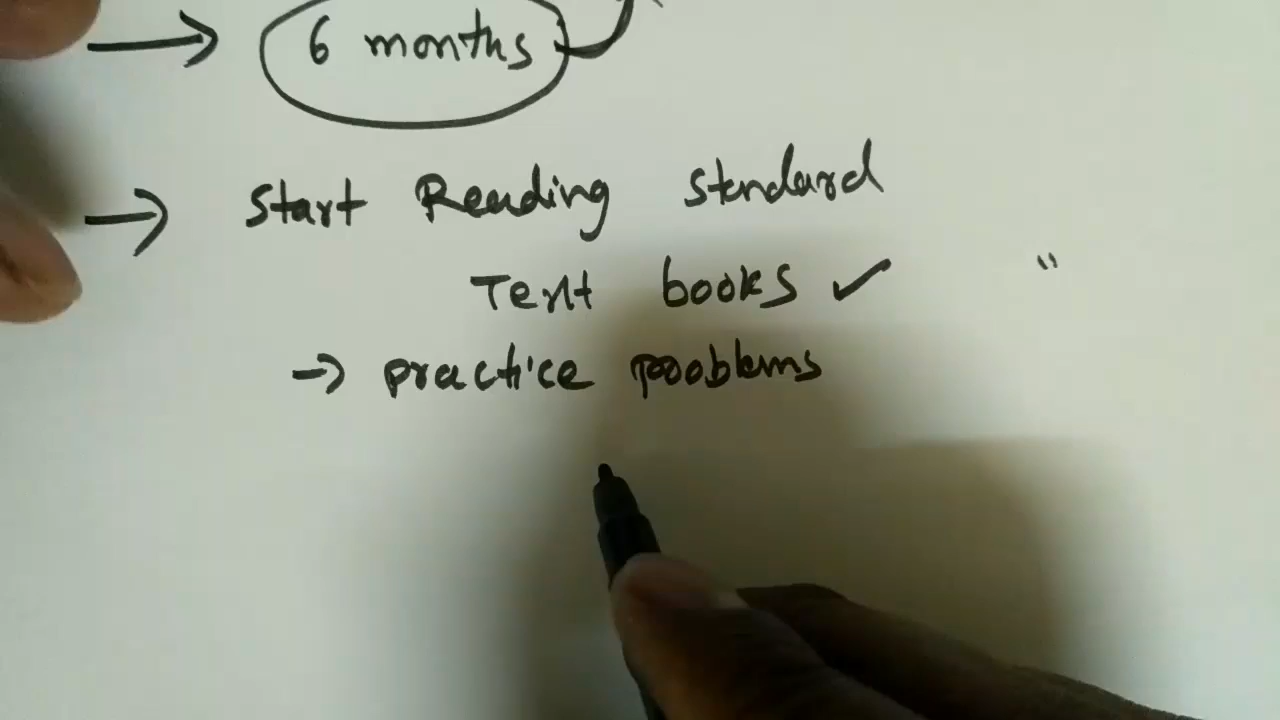 → 6 months
→ Start Reading Standard
Text books ✓
→ practice problems